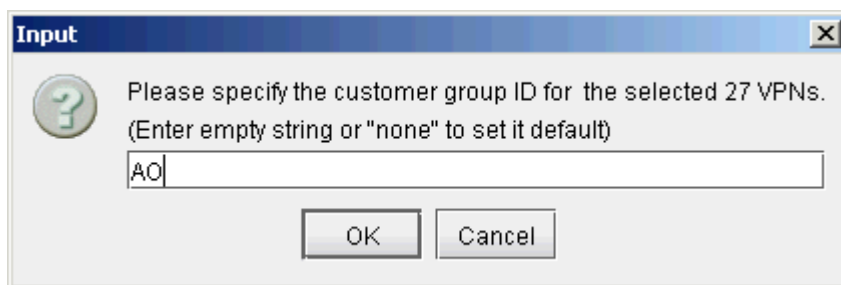 Input
Please specify the customer group ID for the selected 27 VPNs.
(Enter empty string or "none" to set it default)
AO
OK Cancel